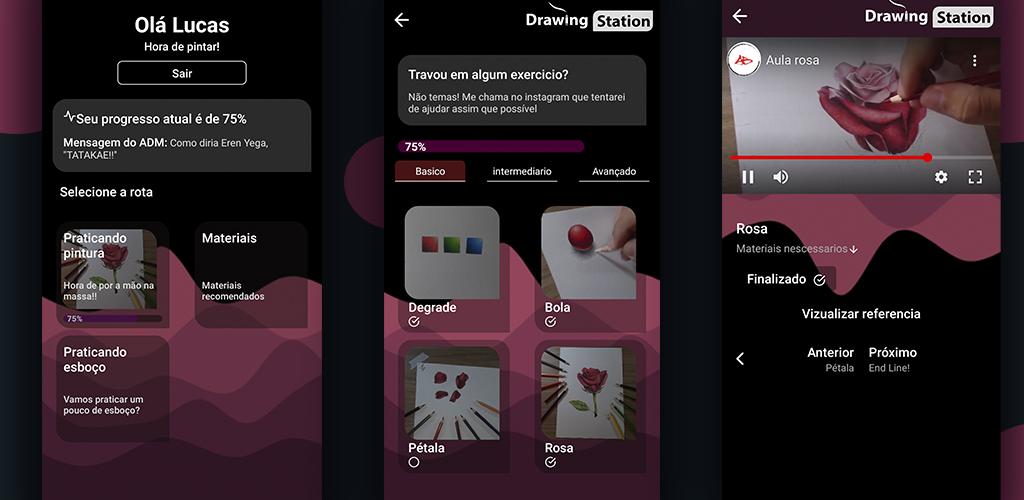 Olá Lucas
Hora de pintar!
Sair
Seu progresso atual é de 75%
Mensagem do ADM: Como diria Eren Yega,
"TATAKAE!!"
Selecione a rota
Praticando
pintura
Hora de por a mão na
massa!!
75%
Materiais
Materiais
recomendados
Praticando
esboço
Vamos praticar um
pouco de esboço?
Drawing Station
Travou em algum exercicio?
Não temas! Me chama no instagram que tentarei
de ajudar assim que possível
75%
Basico
intermediario
Avançado
Degrade
Bola
Pétala
Rosa
Drawing Station
Aula rosa
Rosa
Materiais nescessarios
Finalizado
Vizualizar referencia
Anterior
Pétala
Próximo
End Line!